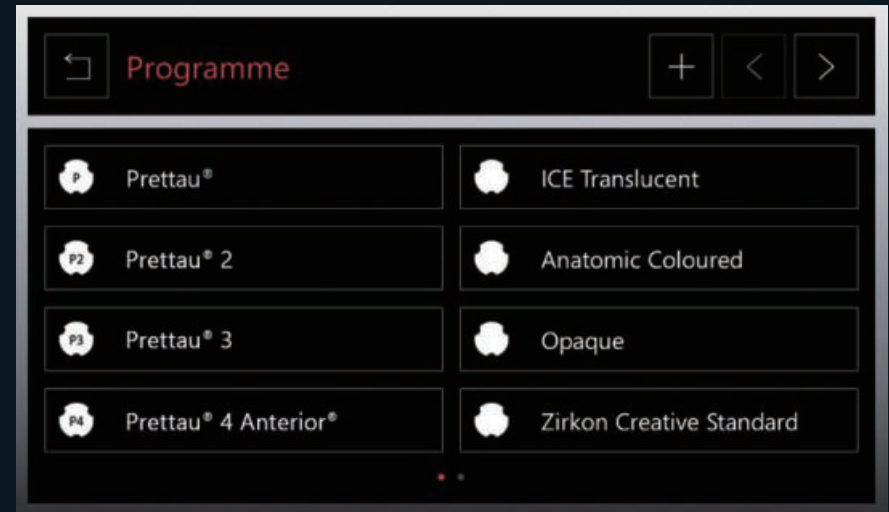 Programme
P Prettau®
ICE Translucent
P2 Prettau® 2
Anatomic Coloured
P3 Prettau® 3
Opaque
P4 Prettau® 4 Anterior®
Zirkon Creative Standard